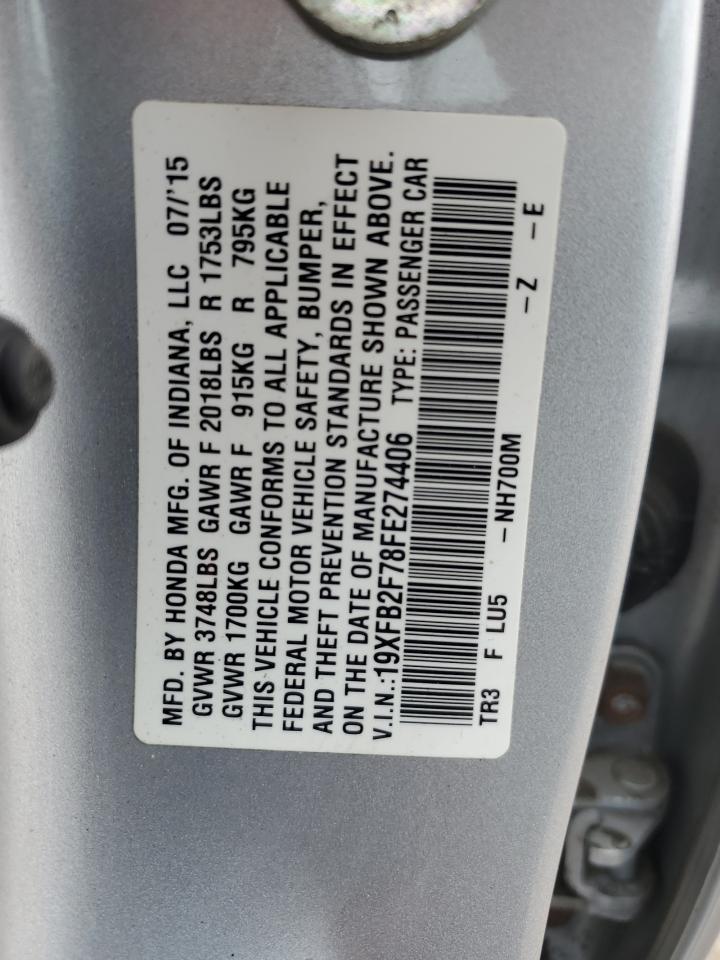 MFD. BY HONDA MFG. OF INDIANA, LLC 07/'15
GVWR 3748LBS GAWR F 2018LBS R 1753LBS
GVWR 1700KG GAWR F 915KG R 795KG
THIS VEHICLE CONFORMS TO ALL APPLICABLE
FEDERAL MOTOR VEHICLE SAFETY, BUMPER,
AND THEFT PREVENTION STANDARDS IN EFFECT
ON THE DATE OF MANUFACTURE SHOWN ABOVE.
V.I.N.:19XFB2F78FE274406 TYPE: PASSENGER CAR
TR3 F LU5 -NH700M -Z -E